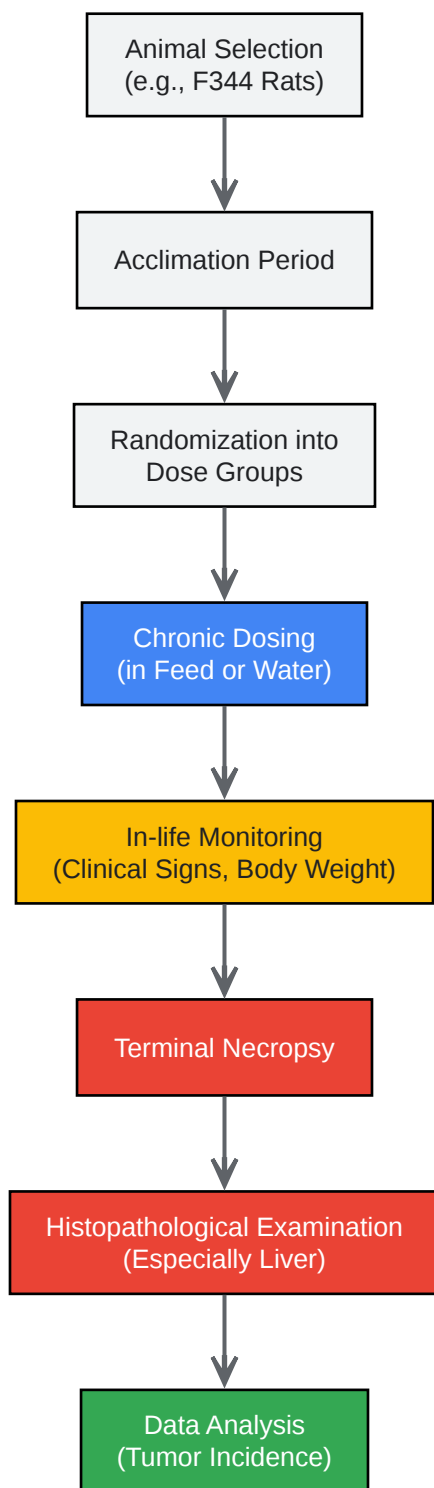 Animal Selection
(e.g., F344 Rats)
Acclimation Period
Randomization into
Dose Groups
Chronic Dosing
(in Feed or Water)
In-life Monitoring
(Clinical Signs, Body Weight)
Terminal Necropsy
Histopathological Examination
(Especially Liver)
Data Analysis
(Tumor Incidence)